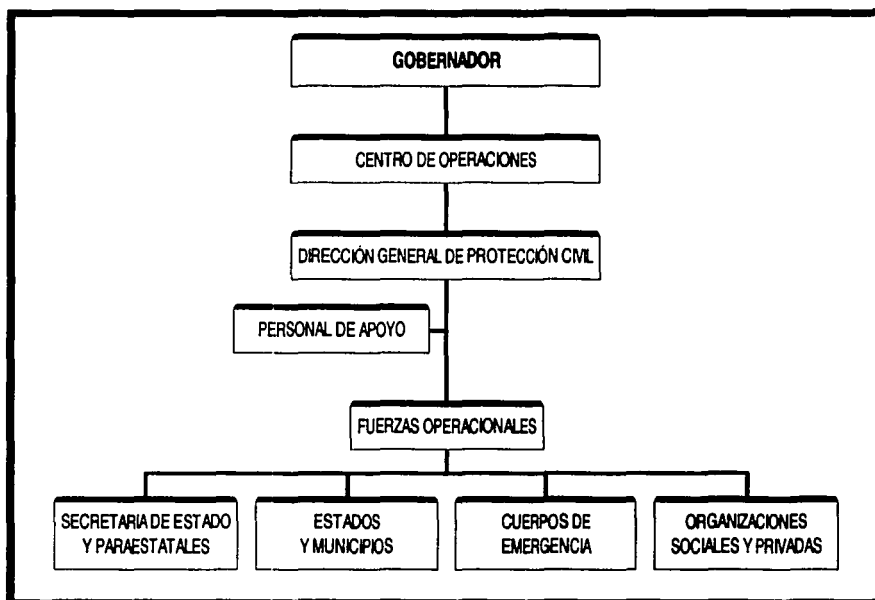 GOBERNADOR
CENTRO DE OPERACIONES
DIRECCIÓN GENERAL DE PROTECCIÓN CIVIL
PERSONAL DE APOYO
FUERZAS OPERACIONALES
SECRETARIA DE ESTADO
Y PARAESTATALES
ESTADOS
Y MUNICIPIOS
CUERPOS DE
EMERGENCIA
ORGANIZACIONES
SOCIALES Y PRIVADAS